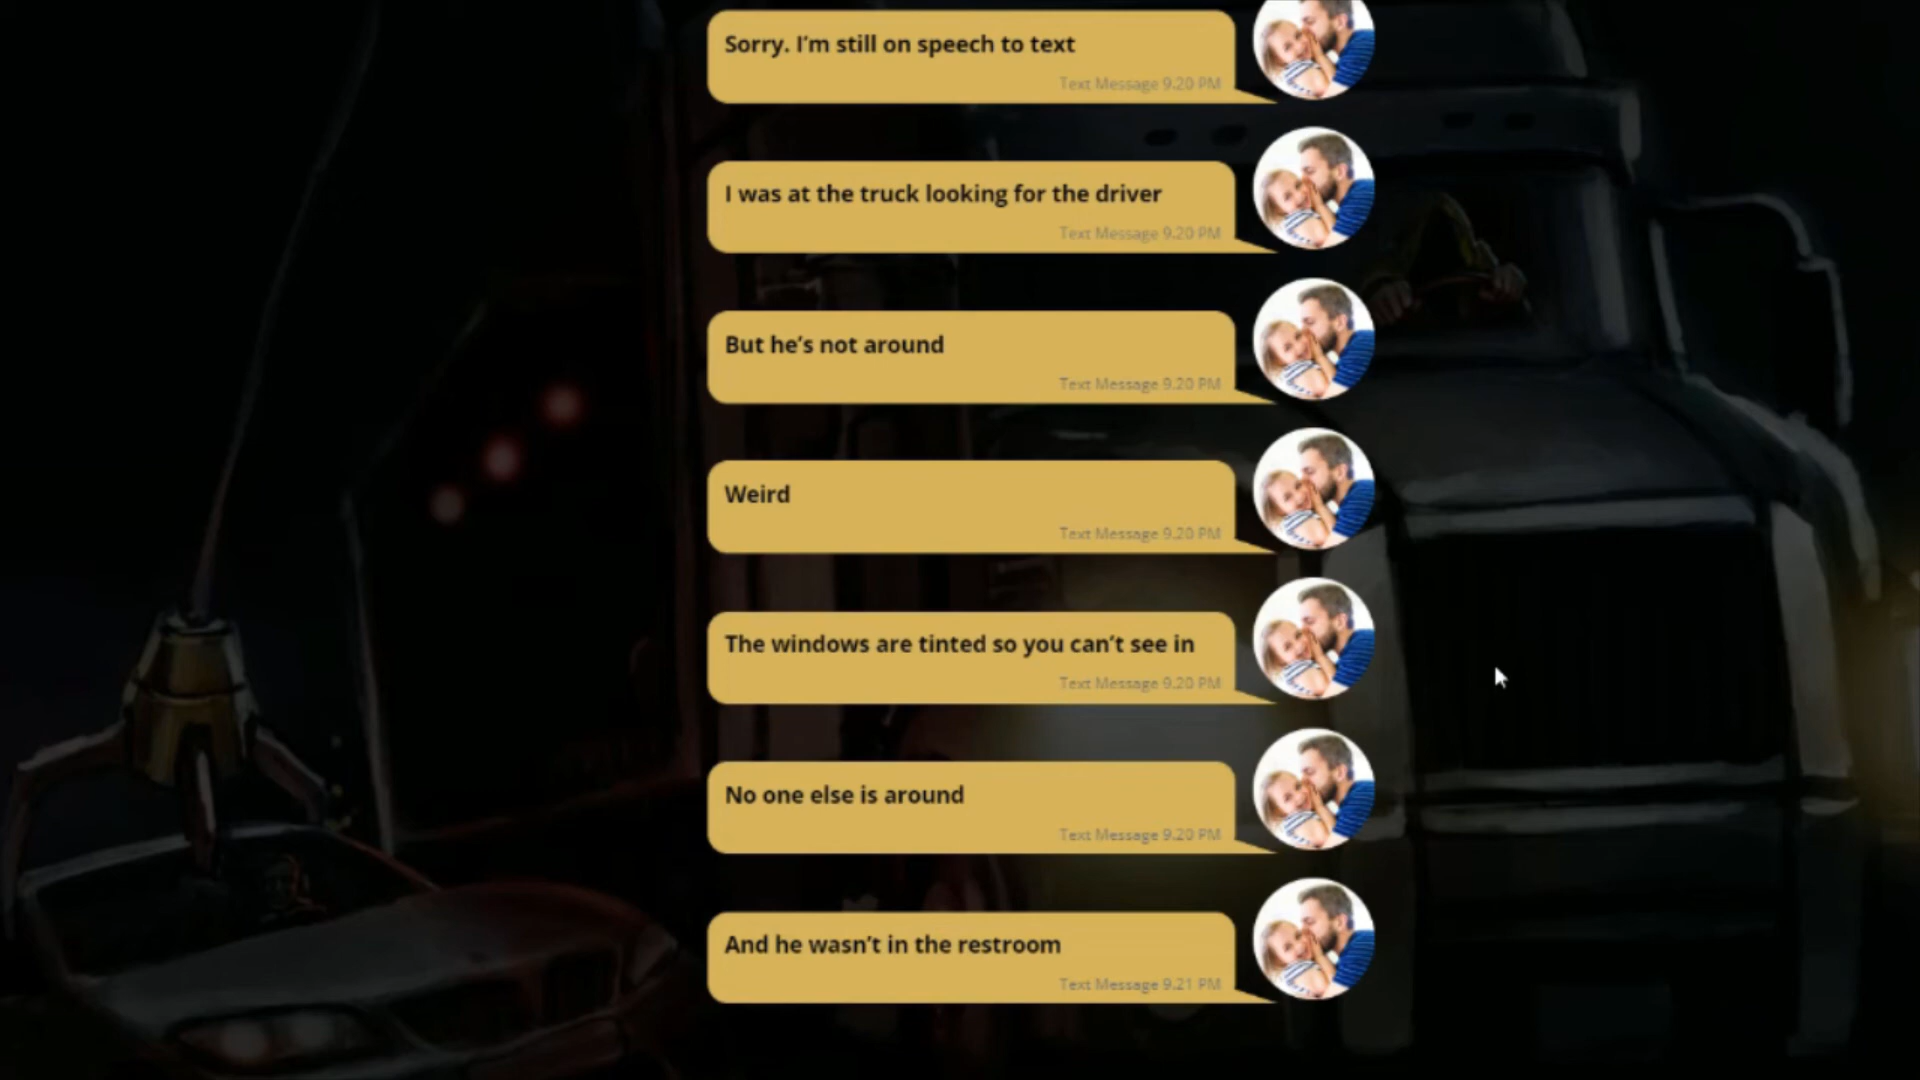 Sorry. I'm still on speech to text
Text Message 9.20 PM
I was at the truck looking for the driver
Text Message 9.20 PM
But he's not around
Text Message 9.20 PM
Weird
Text Message 9.20 PM
The windows are tinted so you can't see in
Text Message 9.20 PM
No one else is around
Text Message 9.20 PM
And he wasn't in the restroom
Text Message 9.21 PM